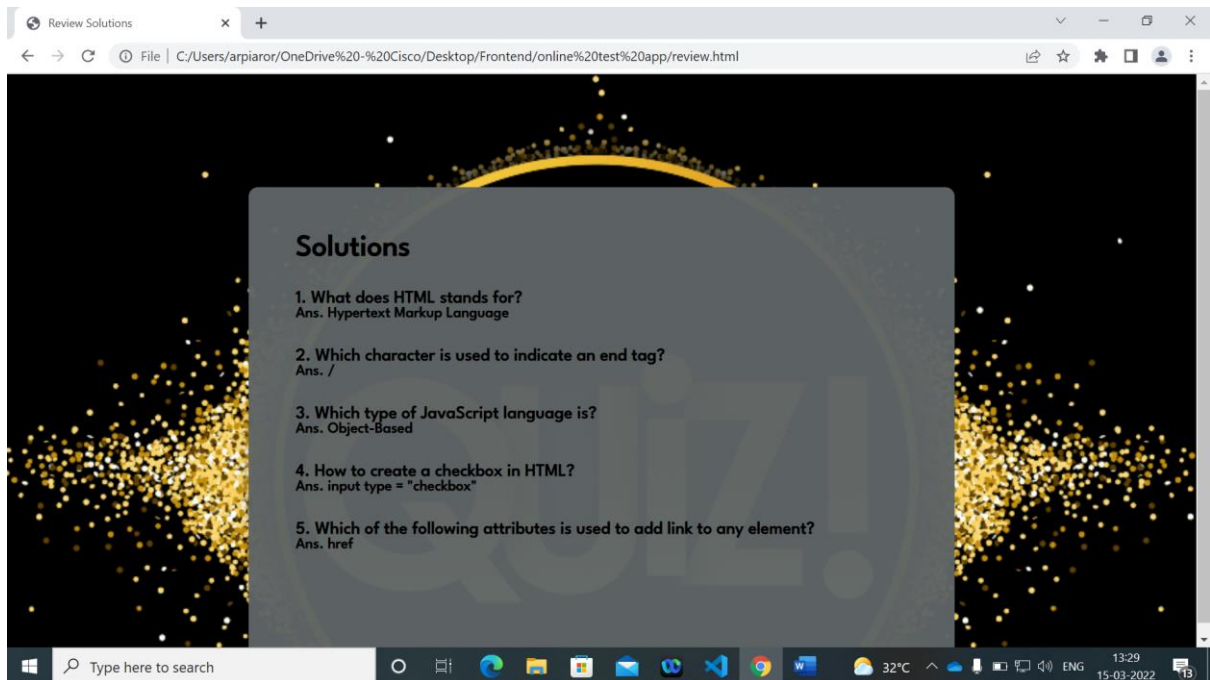 Review Solutions
File | C:/Users/arpiaror/OneDrive%20-%20Cisco/Desktop/Frontend/online%20test%20app/review.html
Solutions
1. What does HTML stands for?
Ans. Hypertext Markup Language
2. Which character is used to indicate an end tag?
Ans. /
3. Which type of JavaScript language is?
Ans. Object-Based
4. How to create a checkbox in HTML?
Ans. input type = "checkbox"
5. Which of the following attributes is used to add link to any element?
Ans. href
QUiZ!
Type here to search
32°C
ENG
13:29
15-03-2022
13